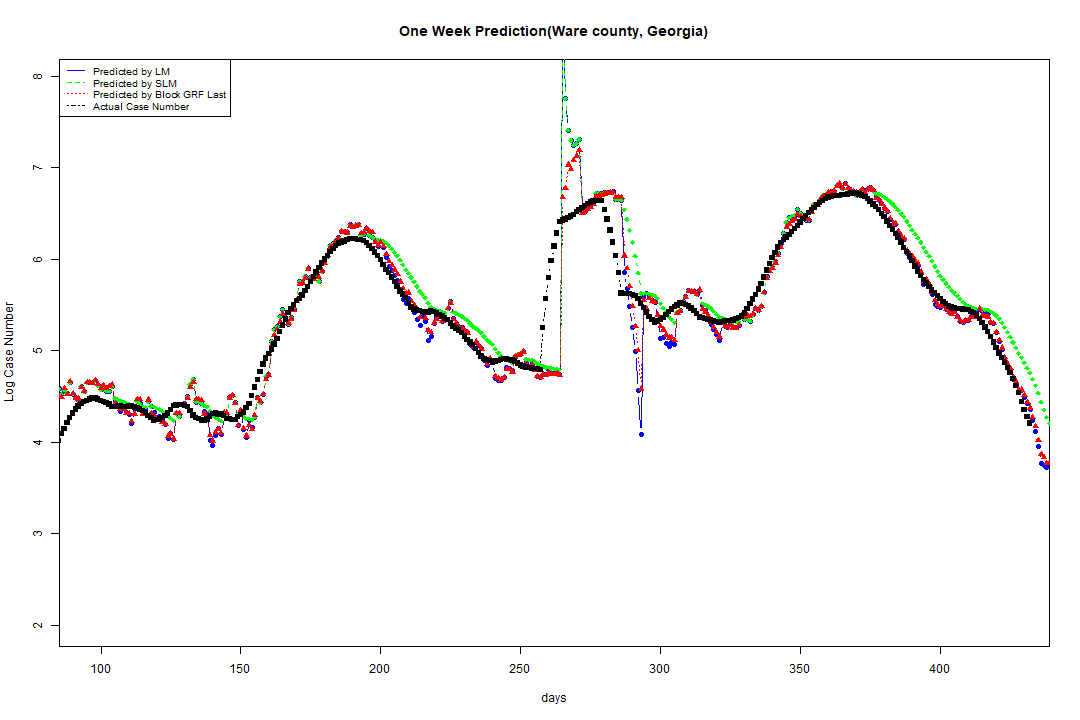 One Week Prediction(Ware county, Georgia)
Predicted by LM
Predicted by SLM
Predicted by Block GRF Last
Actual Case Number
Log Case Number
8
7
6
5
4
3
2
100 150 200 250 300 350 400
days